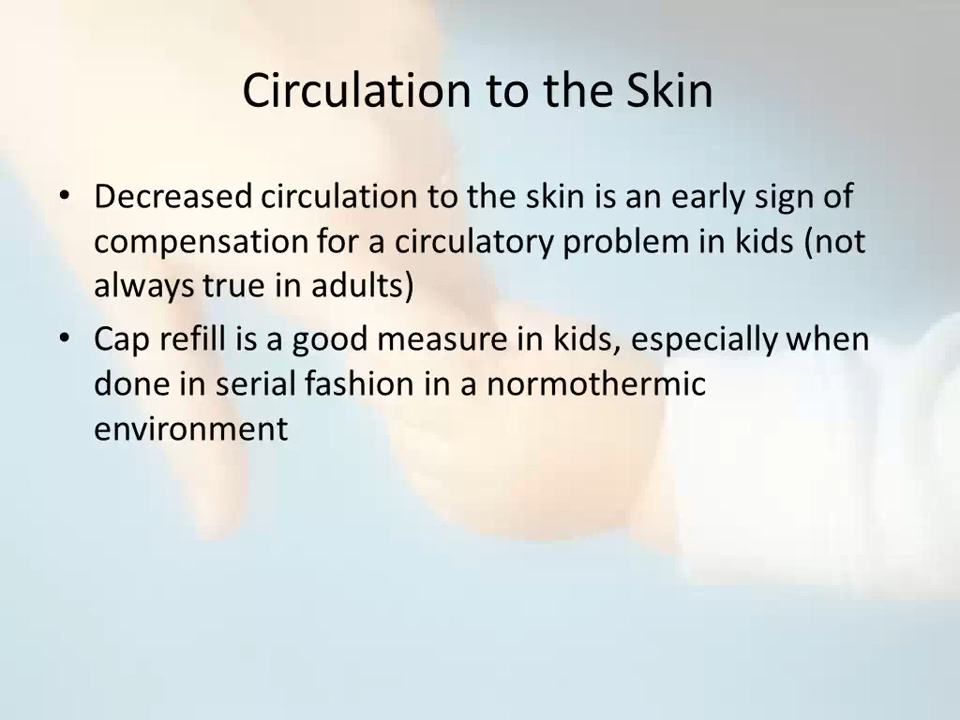 Circulation to the Skin
• Decreased circulation to the skin is an early sign of
compensation for a circulatory problem in kids (not
always true in adults)
• Cap refill is a good measure in kids, especially when
done in serial fashion in a normothermic
environment